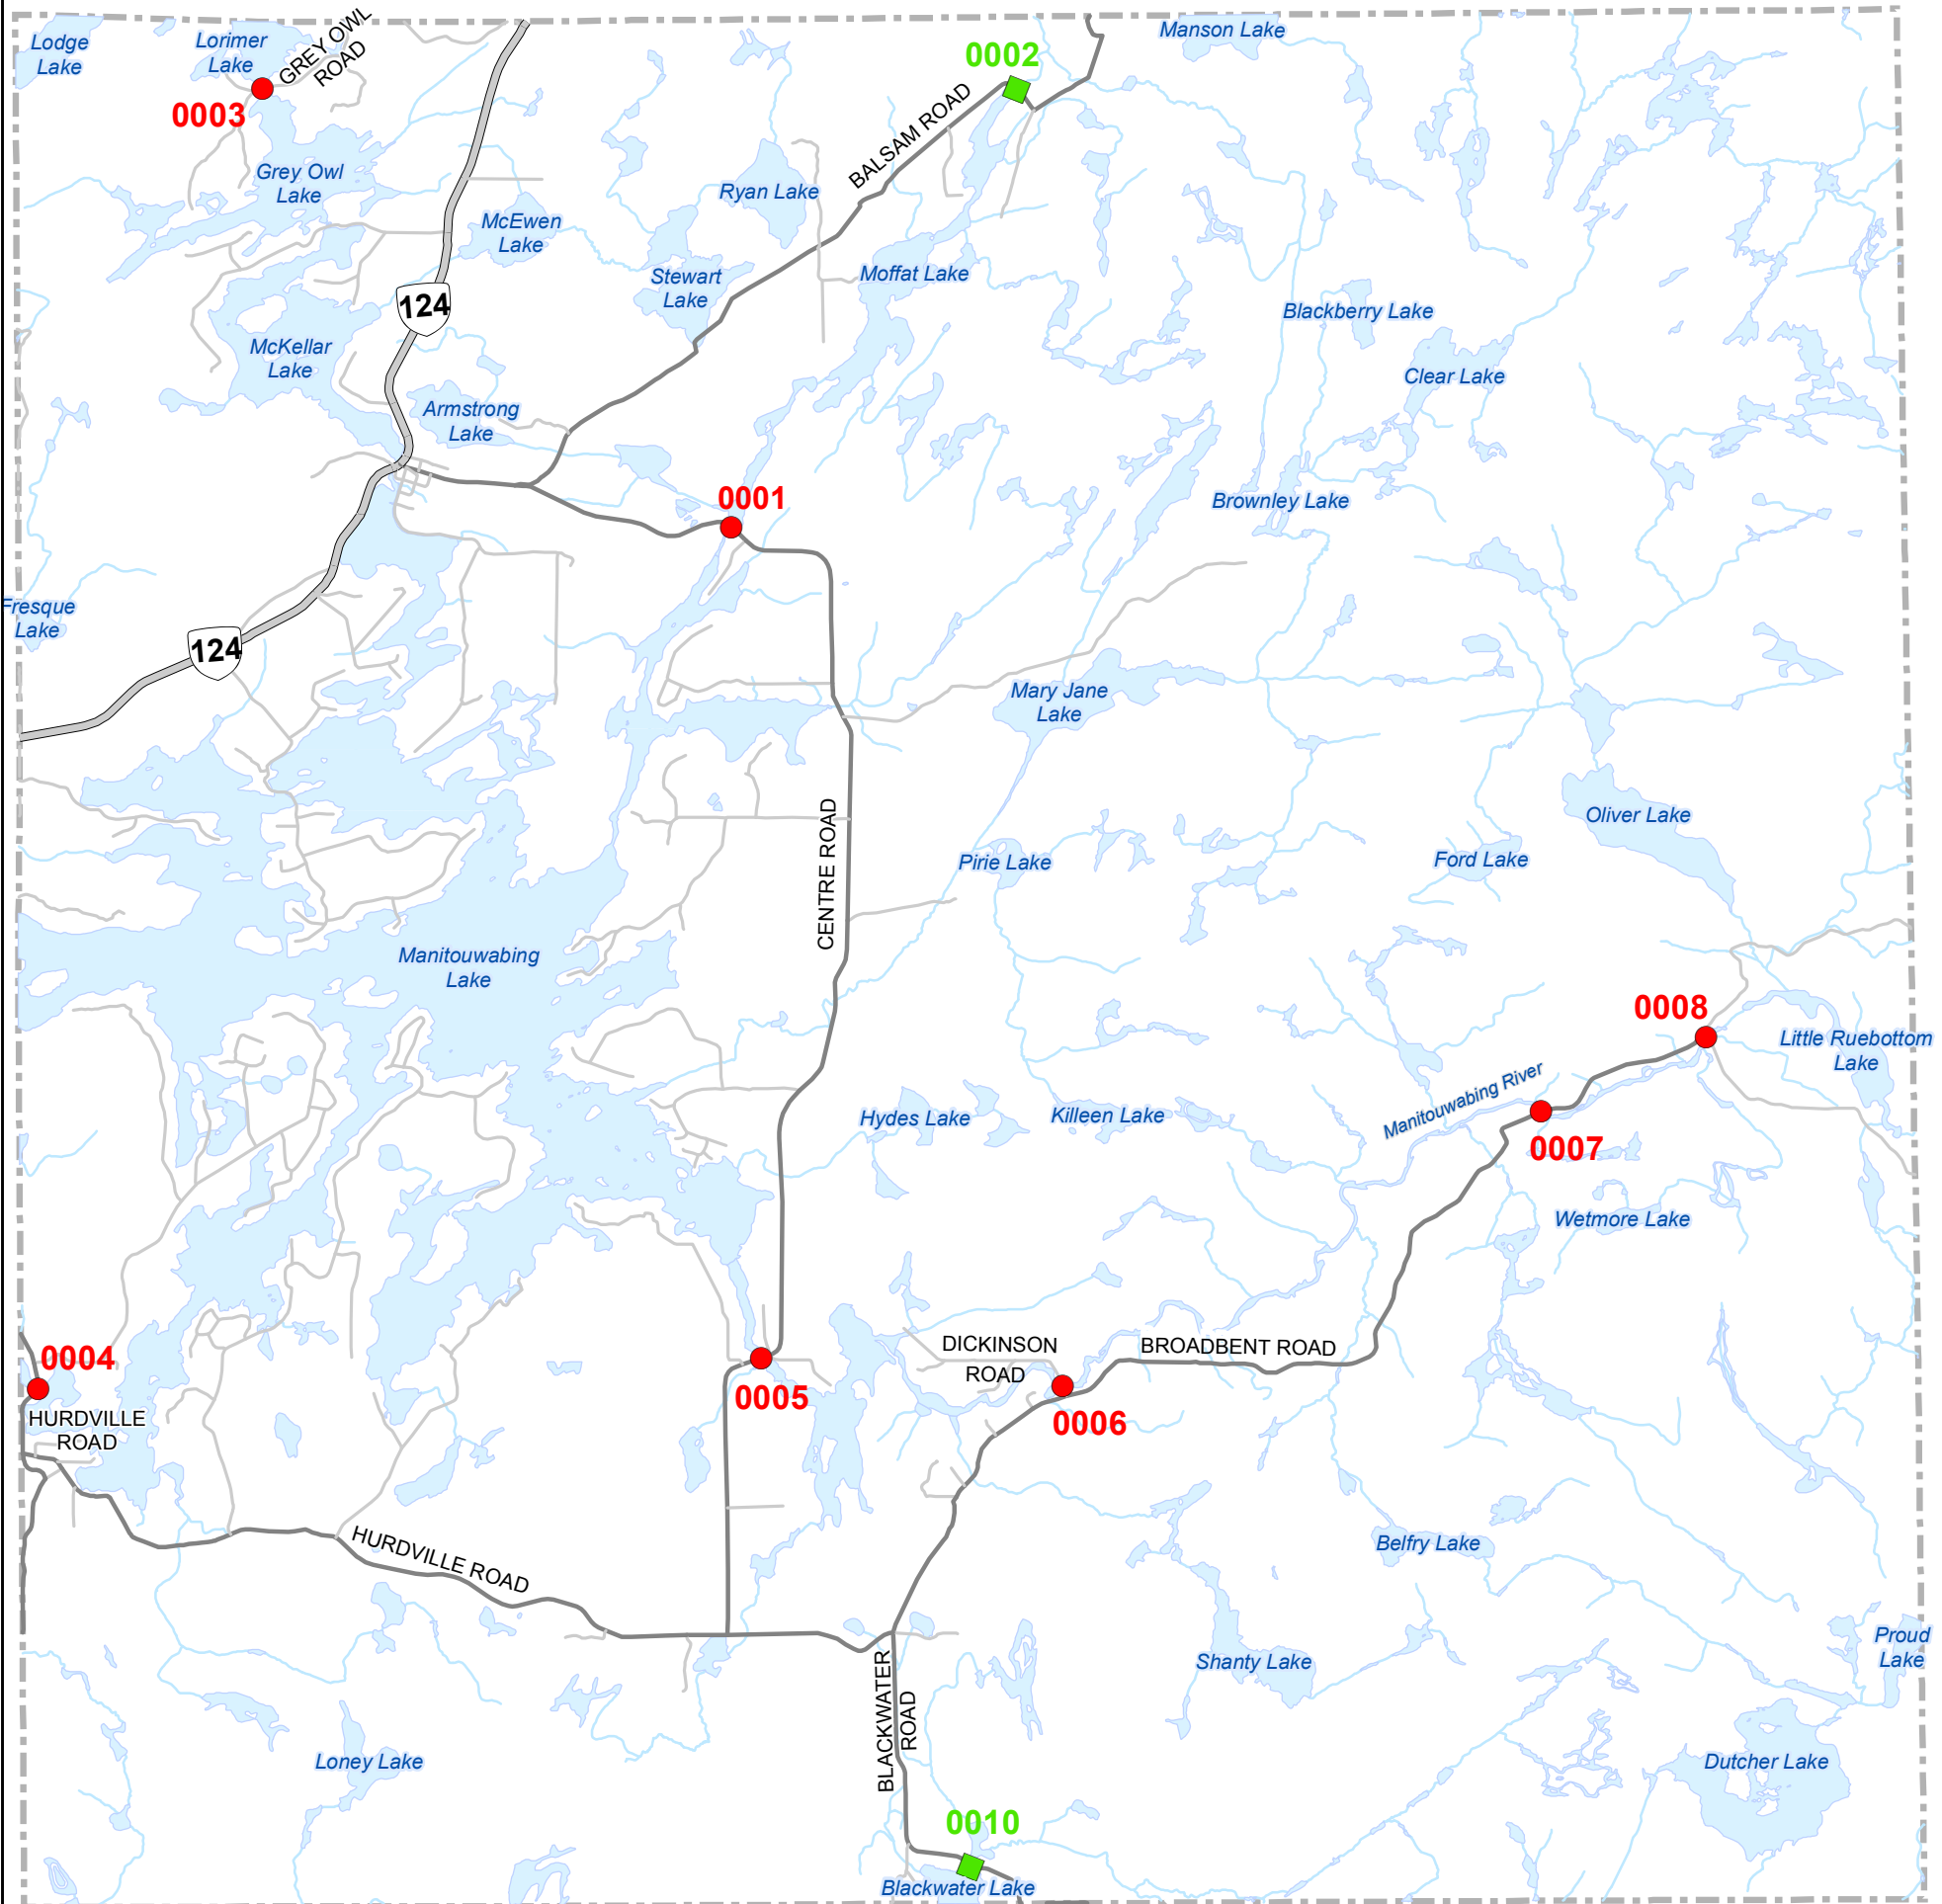 Lodge
Lake
Lorimer
Lake
GREY OWL
ROAD
0003
Grey Owl
Lake
0002
Manson Lake
BALSAM ROAD
Ryan Lake
McEwen
Lake
Stewart
Lake
Moffat Lake
124
Blackberry Lake
McKellar
Lake
Clear Lake
Armstrong
Lake
0001
Brownley Lake
Fresque
Lake
124
Mary Jane
Lake
Oliver Lake
CENTRE ROAD
Pirie Lake
Ford Lake
Manitouwabing
Lake
0008
Little Ruebottom
Lake
Hydes Lake
Killeen Lake
Manitouwabing River
0007
Wetmore Lake
0004
DICKINSON
ROAD
BROADBENT ROAD
0005
0006
HURDVILLE
ROAD
HURDVILLE ROAD
Belfry Lake
Proud
Lake
Shanty Lake
BLACKWATER
ROAD
Loney Lake
Dutcher Lake
0010
Blackwater Lake